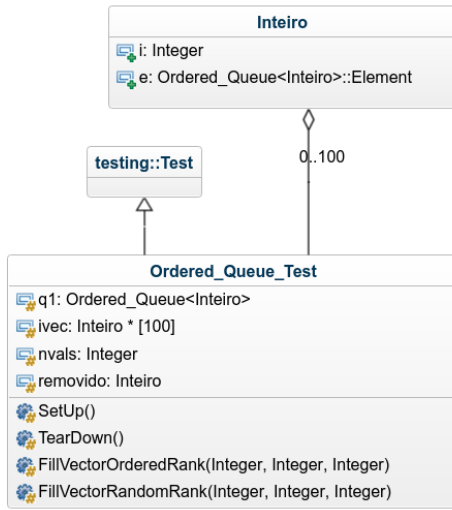 Inteiro
i: Integer
e: Ordered_Queue<Inteiro>::Element
0..100
testing::Test
Ordered_Queue_Test
q1: Ordered_Queue<Inteiro>
ivec: Inteiro * [100]
nvals: Integer
removido: Inteiro
SetUp()
TearDown()
FillVectorOrderedRank(Integer, Integer, Integer)
FillVectorRandomRank(Integer, Integer, Integer)